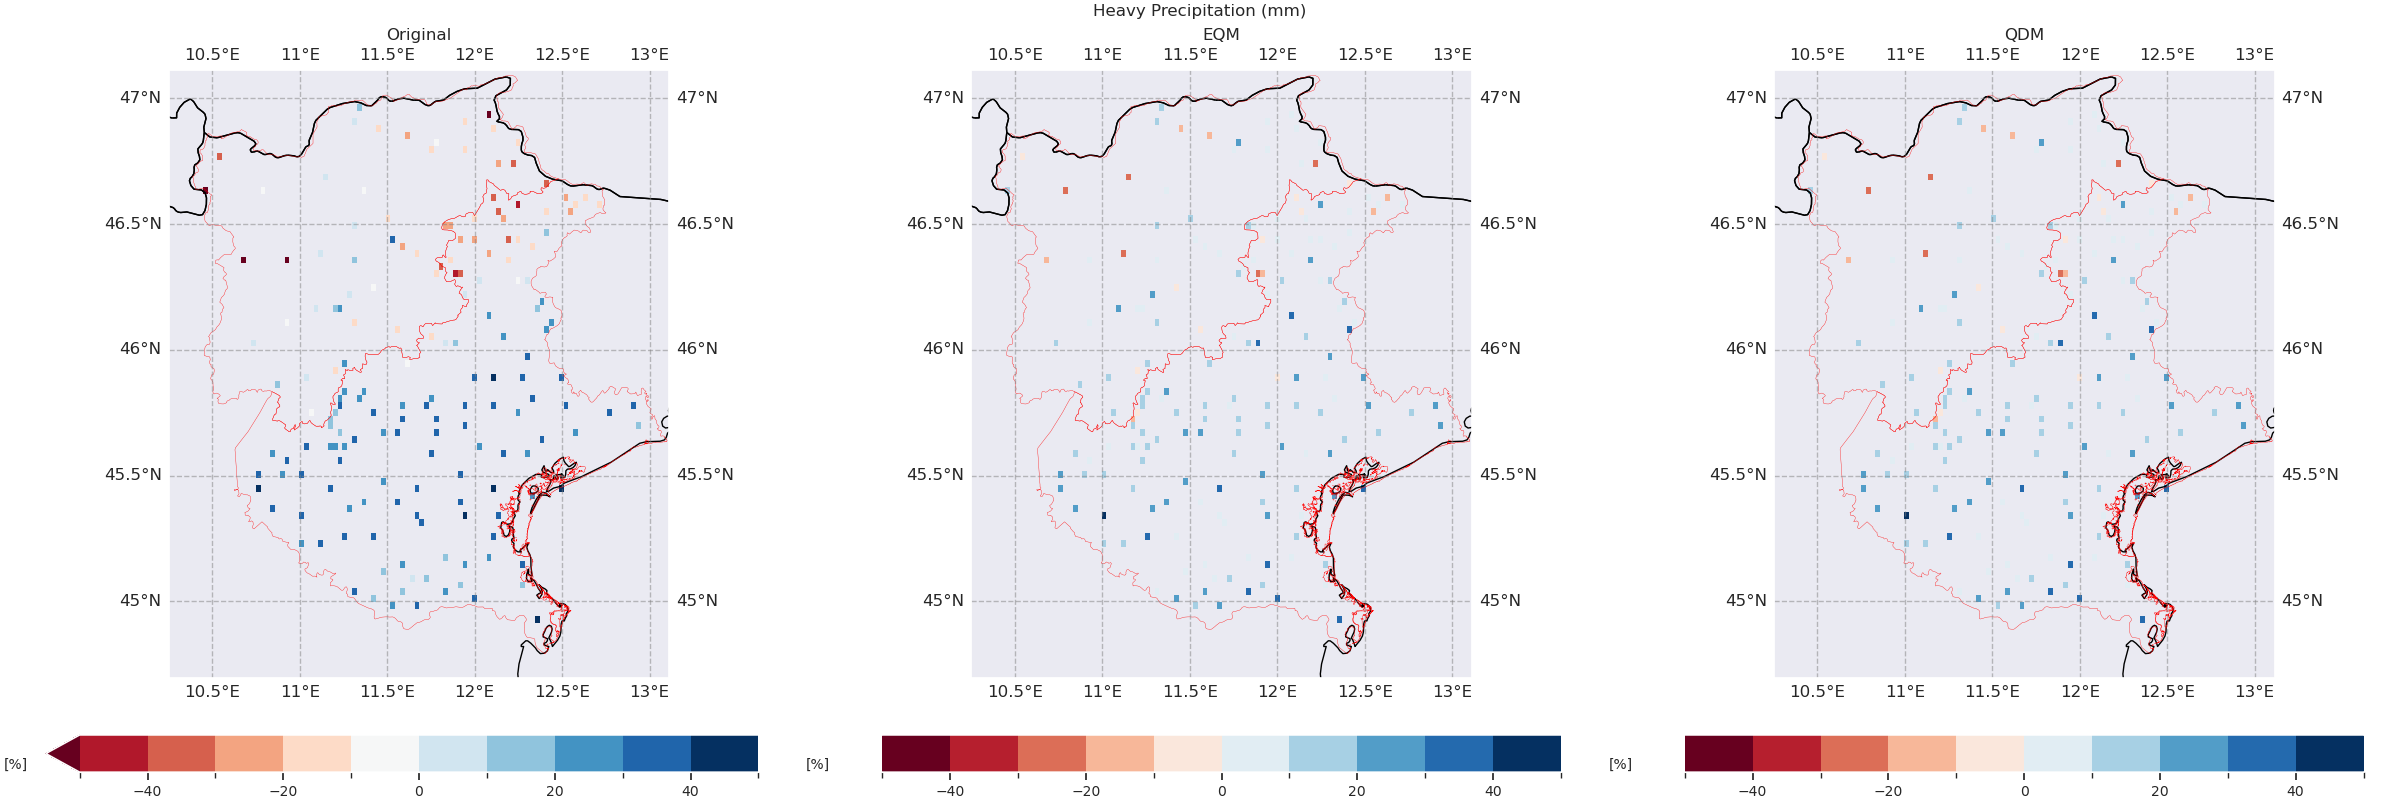 Heavy Precipitation (mm)
Original EQM QDM
10.5°E 11°E 11.5°E 12°E 12.5°E 13°E 10.5°E 11°E 11.5°E 12°E 12.5°E 13°E 10.5°E 11°E 11.5°E 12°E 12.5°E 13°E
47°N 47°N 47°N 47°N 47°N 47°N
46.5°N 46.5°N 46.5°N 46.5°N 46.5°N 46.5°N
46°N 46°N 46°N 46°N 46°N 46°N
45.5°N 45.5°N 45.5°N 45.5°N 45.5°N 45.5°N
45°N 45°N 45°N 45°N 45°N 45°N
10.5°E 11°E 11.5°E 12°E 12.5°E 13°E 10.5°E 11°E 11.5°E 12°E 12.5°E 13°E 10.5°E 11°E 11.5°E 12°E 12.5°E 13°E
[%] [%] [%]
−40 −20 0 20 40 −40 −20 0 20 40 −40 −20 0 20 40